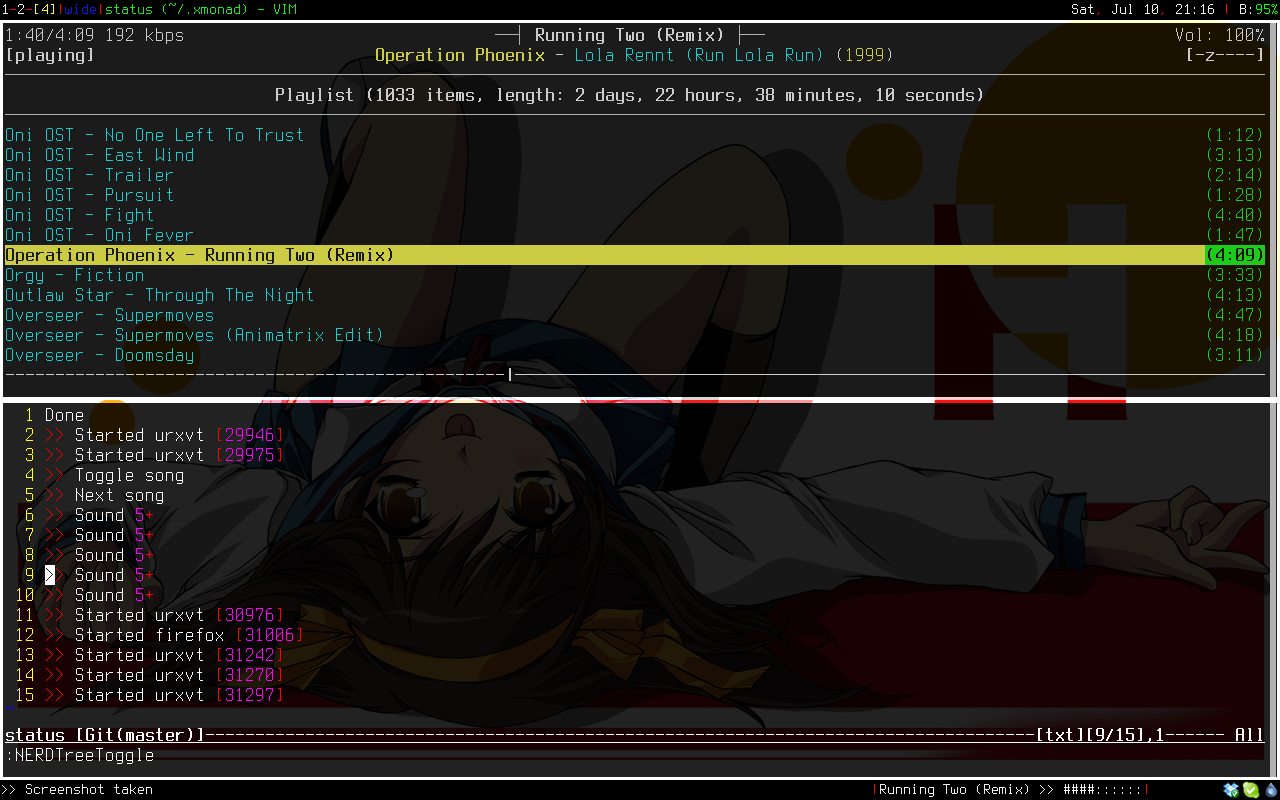 1-2-[4]|wide|status (~/.xmonad) - VIM
Sat, Jul 10, 21:16 | B:95%
1:40/4:09 192 kbps ──┤ Running Two (Remix) ├── Vol: 100%
[playing] Operation Phoenix - Lola Rennt (Run Lola Run) (1999) [-z----]
Playlist (1033 items, length: 2 days, 22 hours, 38 minutes, 10 seconds)
Oni OST - No One Left To Trust (1:12)
Oni OST - East Wind (3:13)
Oni OST - Trailer (2:14)
Oni OST - Pursuit (1:28)
Oni OST - Fight (4:40)
Oni OST - Oni Fever (1:47)
Operation Phoenix - Running Two (Remix) (4:09)
Orgy - Fiction (3:33)
Outlaw Star - Through The Night (4:13)
Overseer - Supermoves (4:47)
Overseer - Supermoves (Animatrix Edit) (4:18)
Overseer - Doomsday (3:11)
1 Done
2 >> Started urxvt [29946]
3 >> Started urxvt [29975]
4 >> Toggle song
5 >> Next song
6 >> Sound 5+
7 >> Sound 5+
8 >> Sound 5+
9 >> Sound 5+
10 >> Sound 5+
11 >> Started urxvt [30976]
12 >> Started firefox [31006]
13 >> Started urxvt [31242]
14 >> Started urxvt [31270]
15 >> Started urxvt [31297]
~
status [Git(master)]-----------------------------------------------------------------------------------[txt][9/15],1------ All
:NERDTreeToggle
>> Screenshot taken
|Running Two (Remix) >> ####::::::|